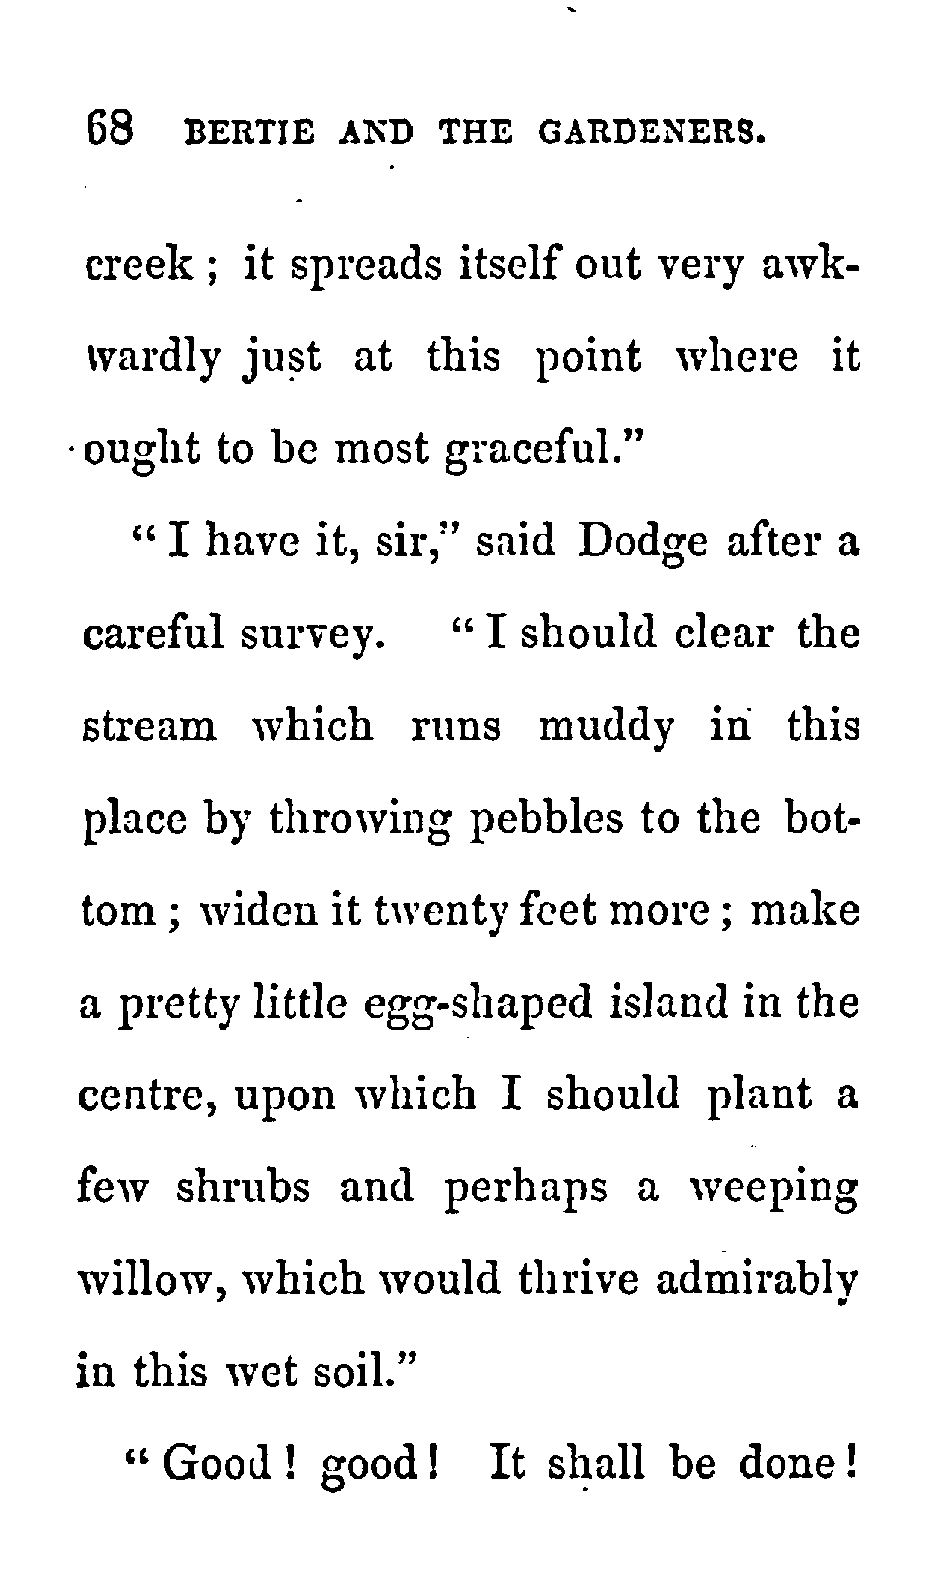 68 BERTIE AND THE GARDENERS.
creek ; it spreads itself out very awk-
wardly just at this point where it
ought to be most graceful.”
“ I have it, sir,” said Dodge after a
careful survey. “ I should clear the
stream which runs muddy in this
place by throwing pebbles to the bot-
tom ; widen it twenty feet more ; make
a pretty little egg-shaped island in the
centre, upon which I should plant a
few shrubs and perhaps a weeping
willow, which would thrive admirably
in this wet soil.”
“ Good ! good ! It shall be done !